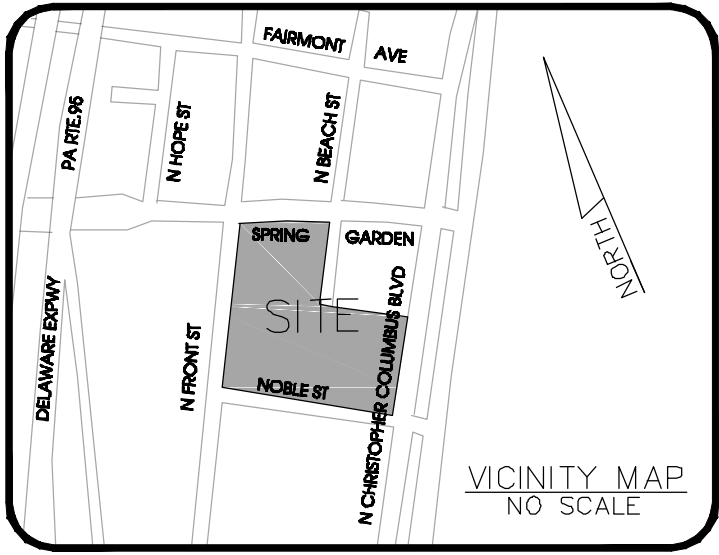 FAIRMONT AVE
PA RTE.95
N HOPE ST
N BEACH ST
SPRING GARDEN
NORTH
SITE
DELAWARE EXPWY
N FRONT ST
NOBLE ST
N CHRISTOPHER COLUMBUS BLVD
VICINITY MAP
NO SCALE